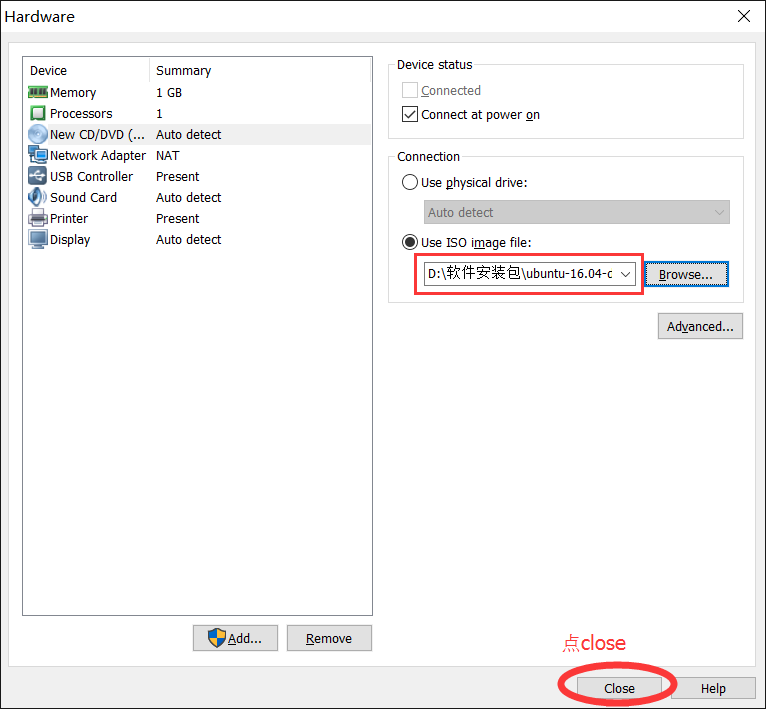 Hardware
Device Summary
Memory 1 GB
Processors 1
New CD/DVD (... Auto detect
Network Adapter NAT
USB Controller Present
Sound Card Auto detect
Printer Present
Display Auto detect
Add...
Remove
Device status
Connected
Connect at power on
Connection
Use physical drive:
Auto detect
Use ISO image file:
D:\软件安装包\ubuntu-16.04-c
Browse...
Advanced...
点close
Close
Help